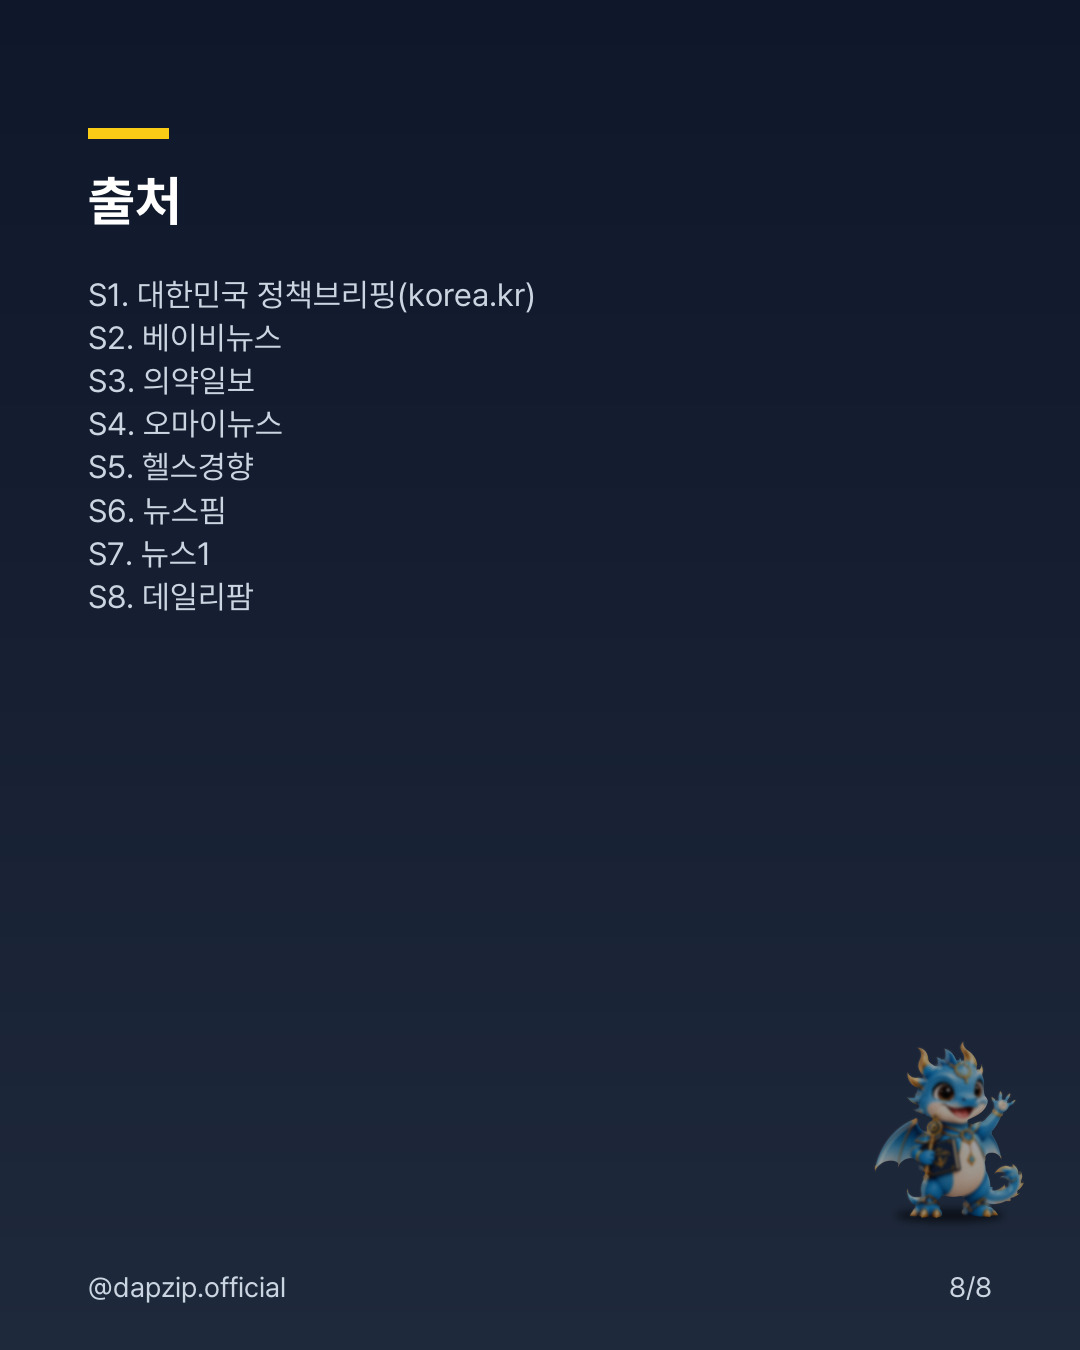 출처
S1. 대한민국 정책브리핑(korea.kr)
S2. 베이비뉴스
S3. 의약일보
S4. 오마이뉴스
S5. 헬스경향
S6. 뉴스핌
S7. 뉴스1
S8. 데일리팜
@dapzip.official
8/8